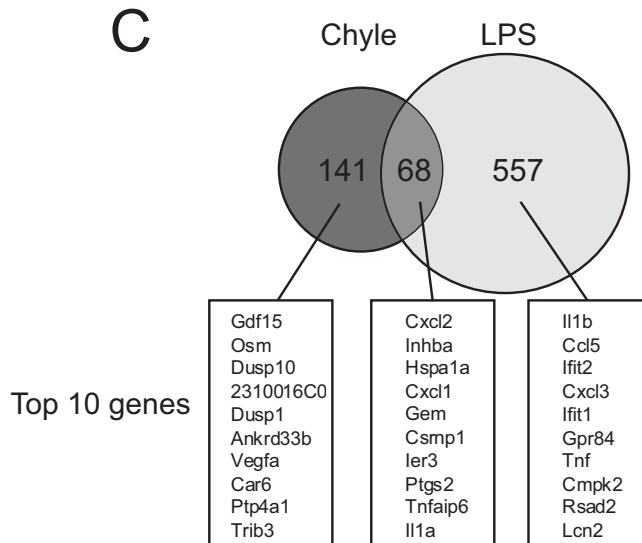 C
Chyle
LPS
141
68
557
Top 10 genes
Gdf15
Osm
Dusp10
2310016C0
Dusp1
Ankrd33b
Vegfa
Car6
Ptp4a1
Trib3
Cxcl2
Inhba
Hspa1a
Cxcl1
Gem
Csrnp1
Ier3
Ptgs2
Tnfaip6
Il1a
Il1b
Ccl5
Ifit2
Cxcl3
Ifit1
Gpr84
Tnf
Cmpk2
Rsad2
Lcn2